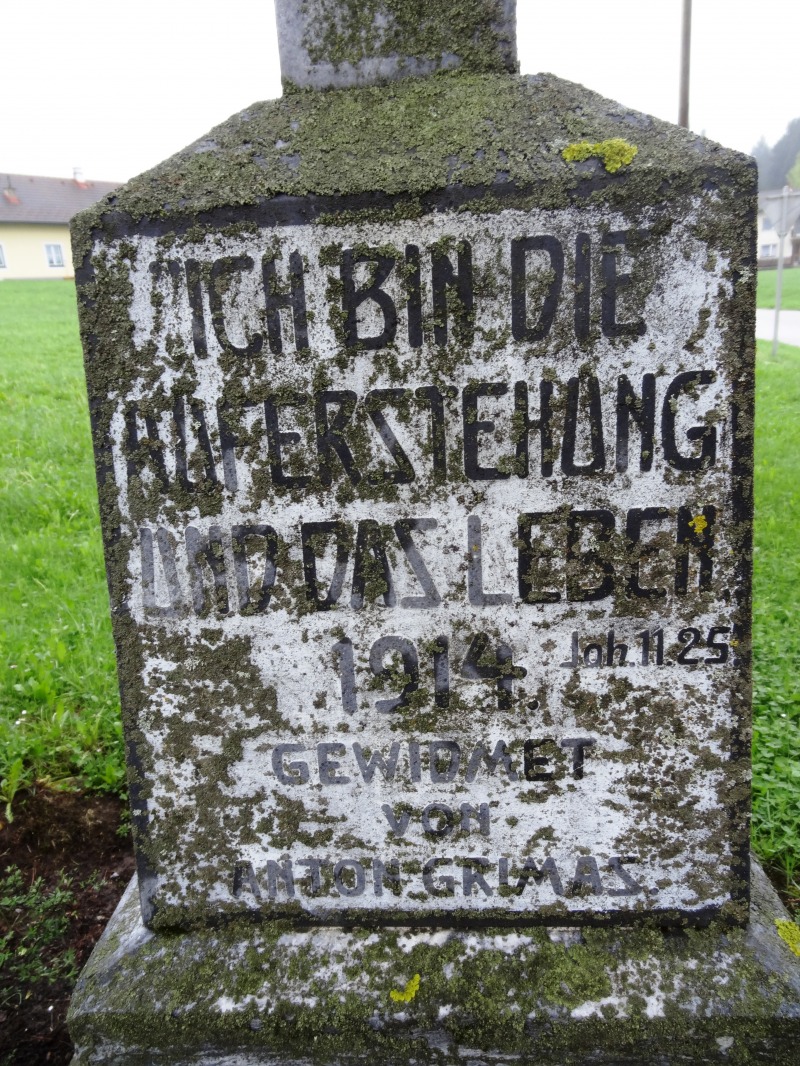 "ICH BIN DIE
AUFERSTEHUNG
UND DAS LEBEN.
1914. Joh. 11.25.
GEWIDMET
VON
ANTON GRIMAS.